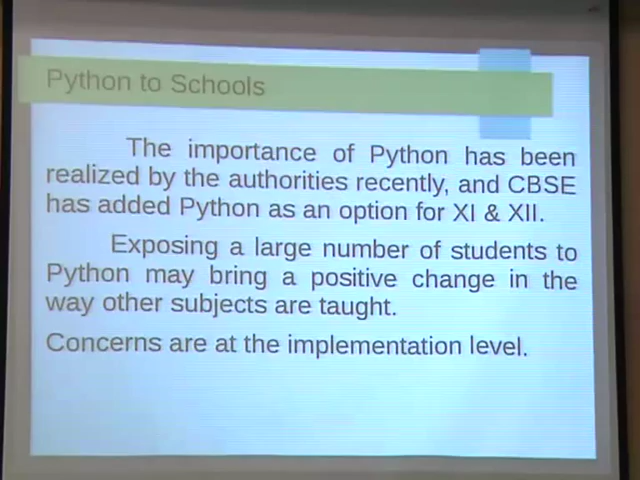 Python to Schools
The importance of Python has been
realized by the authorities recently, and CBSE
has added Python as an option for XI & XII.
Exposing a large number of students to
Python may bring a positive change in the
way other subjects are taught.
Concerns are at the implementation level.